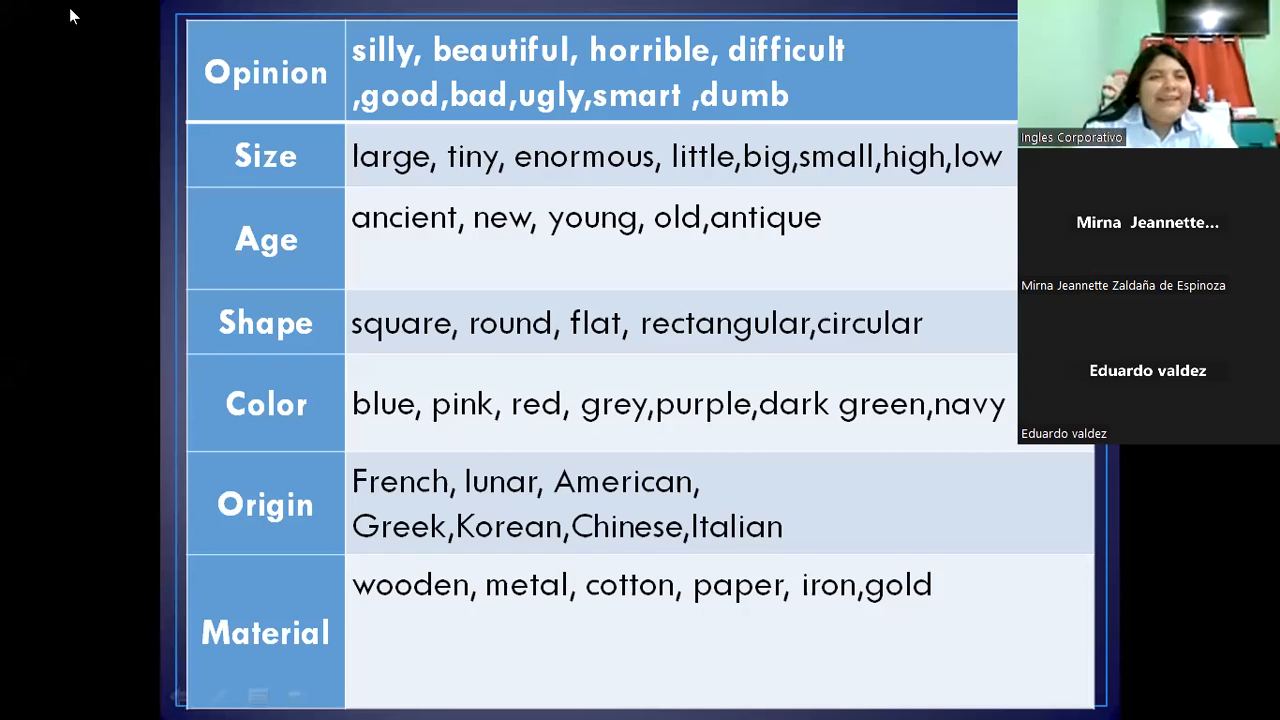 Opinion
silly, beautiful, horrible, difficult
,good,bad,ugly,smart ,dumb
Size
large, tiny, enormous, little,big,small,high,low
Age
ancient, new, young, old,antique
Shape
square, round, flat, rectangular,circular
Color
blue, pink, red, grey,purple,dark green,navy
Origin
French, lunar, American,
Greek,Korean,Chinese,Italian
Material
wooden, metal, cotton, paper, iron,gold
Ingles Corporativo
Mirna Jeannette...
Mirna Jeannette Zaldaña de Espinoza
Eduardo valdez
Eduardo valdez